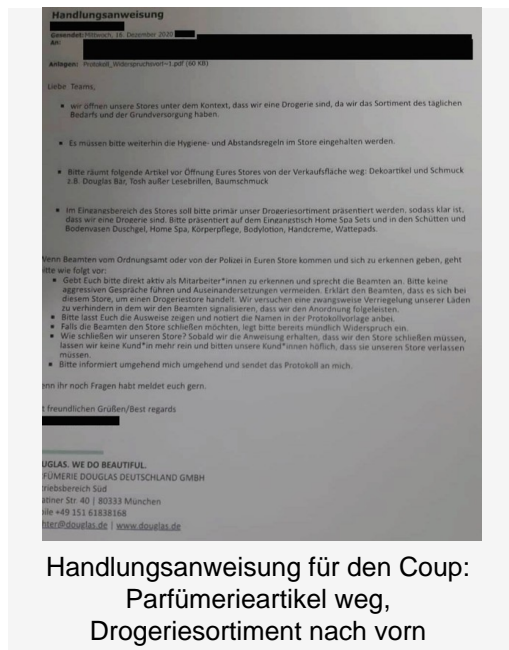 Handlungsanweisung
Gesendet: Mittwoch, 16. Dezember 2020
An:
Anlagen: Protokoll_Widerspruchsverf~1.pdf (60 KB)
Liebe Teams,
• wir öffnen unsere Stores unter dem Kontext, dass wir eine Drogerie sind, da wir das Sortiment des täglichen
Bedarfs und der Grundversorgung haben.
• Es müssen bitte weiterhin die Hygiene- und Abstandsregeln im Store eingehalten werden.
• Bitte räumt folgende Artikel vor Öffnung Eures Stores von der Verkaufsfläche weg: Dekoartikel und Schmuck
z.B. Douglas Bar, Tosh außer Lesebrillen, Baumschmuck
• Im Eingangsbereich des Stores soll bitte primär unser Drogeriesortiment präsentiert werden, sodass klar ist,
dass wir eine Drogerie sind. Bitte präsentiert auf dem Eingangstisch Home Spa Sets und in den Schütten und
Bodenvasen Duschgel, Home Spa, Körperpflege, Bodylotion, Handcreme, Wattepads.
Wenn Beamten vom Ordnungsamt oder von der Polizei in Euren Store kommen und sich zu erkennen geben, geht
bitte wie folgt vor:
• Gebt Euch bitte direkt aktiv als Mitarbeiter*innen zu erkennen und sprecht die Beamten an. Bitte keine
aggressiven Gespräche führen und Auseinandersetzungen vermeiden. Erklärt den Beamten, dass es sich bei
diesem Store, um einen Drogeriestore handelt. Wir versuchen eine zwangsweise Verriegelung unserer Läden
zu verhindern in dem wir den Beamten signalisieren, dass wir den Anordnung folgeleisten.
• Bitte lasst Euch die Ausweise zeigen und notiert die Namen in der Protokollvorlage anbei.
• Falls die Beamten den Store schließen möchten, legt bitte bereits mündlich Widerspruch ein.
• Wie schließen wir unseren Store? Sobald wir die Anweisung erhalten, dass wir den Store schließen müssen,
lassen wir keine Kund*in mehr rein und bitten unsere Kund*innen höflich, dass sie unseren Store verlassen
müssen.
• Bitte informiert umgehend mich umgehend und sendet das Protokoll an mich.
enn ihr noch Fragen habt meldet euch gern.
t freundlichen Grüßen/Best regards
UGLAS. WE DO BEAUTIFUL.
FÜMERIE DOUGLAS DEUTSCHLAND GMBH
triebsbereich Süd
atiner Str. 40 | 80333 München
bile +49 151 61838168
hter@douglas.de | www.douglas.de
Handlungsanweisung für den Coup:
Parfümerieartikel weg,
Drogeriesortiment nach vorn